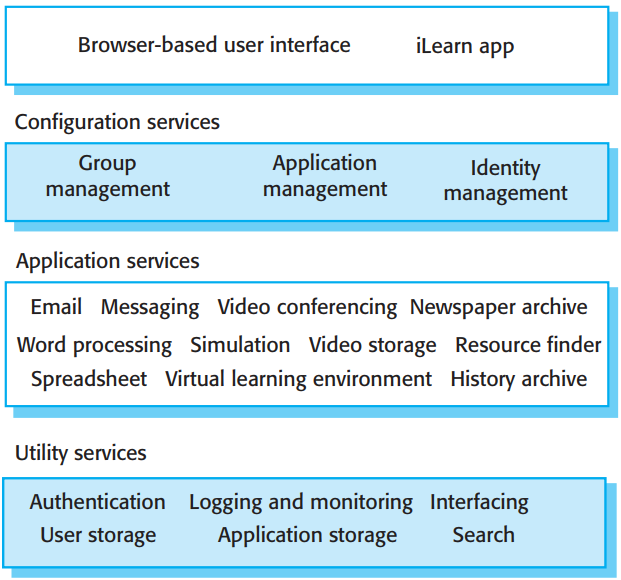 Browser-based user interface iLearn app
Configuration services
Group management Application management Identity management
Application services
Email Messaging Video conferencing Newspaper archive
Word processing Simulation Video storage Resource finder
Spreadsheet Virtual learning environment History archive
Utility services
Authentication Logging and monitoring Interfacing
User storage Application storage Search